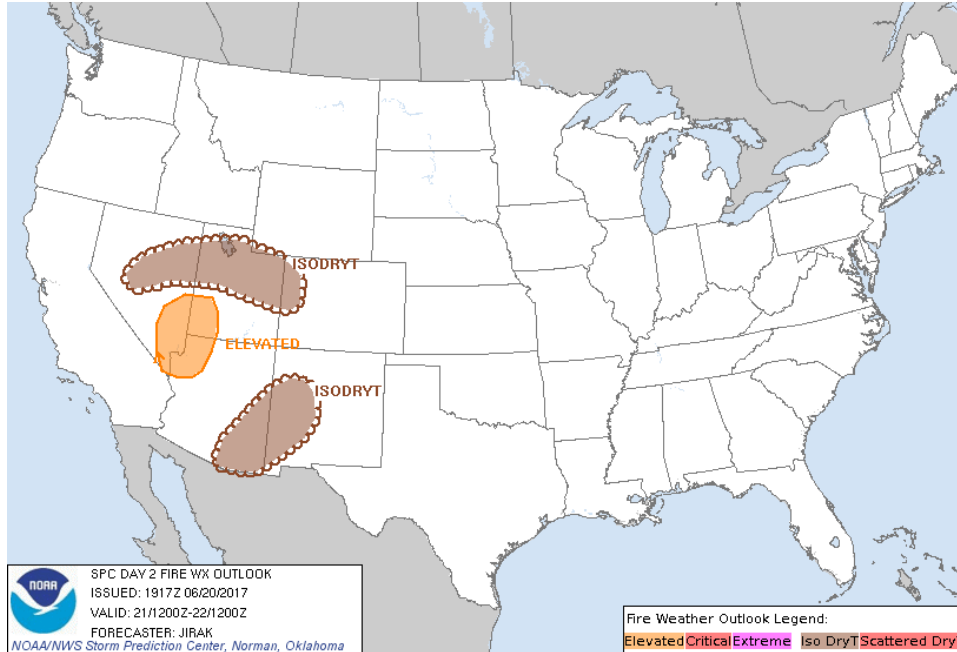 ISODRYT
ELEVATED
ISODRYT
NOAA
SPC DAY 2 FIRE WX OUTLOOK
ISSUED: 1917Z 06/20/2017
VALID: 21/1200Z-22/1200Z
FORECASTER: JIRAK
NOAA/NWS Storm Prediction Center, Norman, Oklahoma
Fire Weather Outlook Legend:
Elevated Critical Extreme Iso DryT Scattered Dry